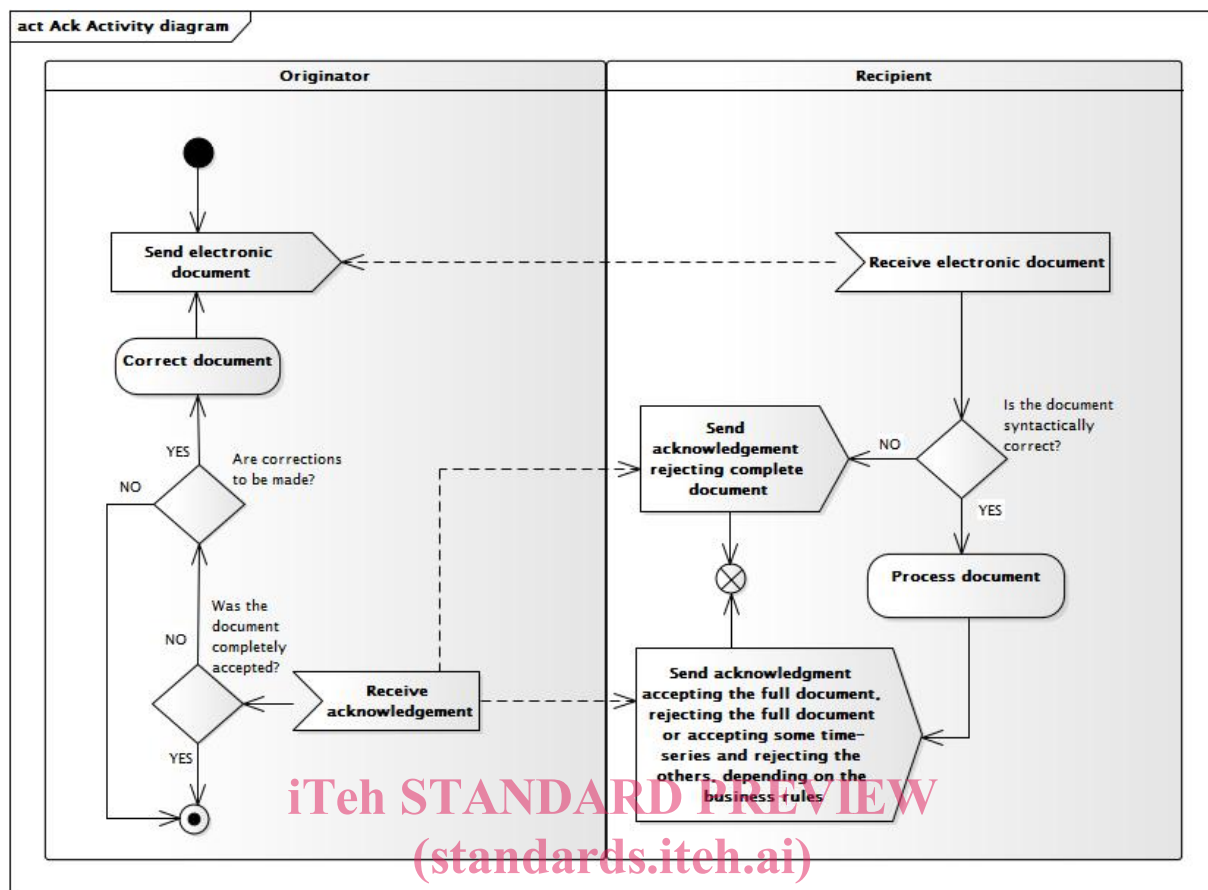 act Ack Activity diagram
Originator
Recipient
Send electronic
document
Receive electronic document
Correct document
Is the document
syntactically
correct?
Send
acknowledgement
rejecting complete
document
NO
YES
YES
Are corrections
to be made?
NO
Process document
Was the
document
completely
accepted?
NO
Receive
acknowledgement
Send acknowledgment
accepting the full document,
rejecting the full document
or accepting some time-
series and rejecting the
others, depending on the
business rules
YES
iTeh STANDARD PREVIEW
(standards.iteh.ai)